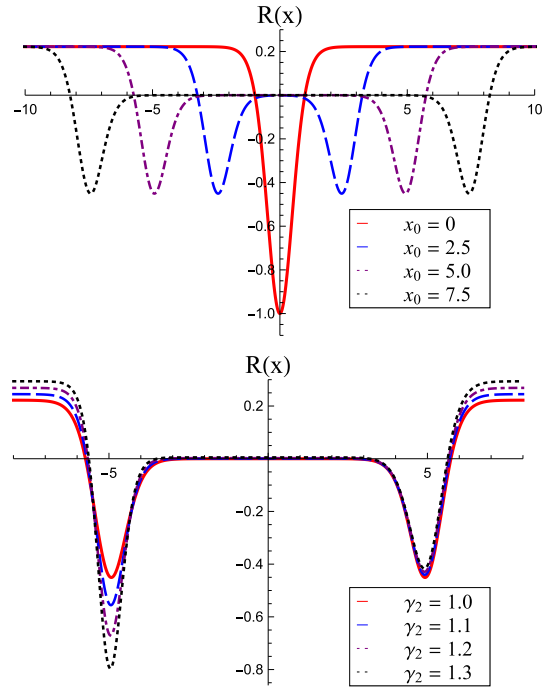 R(x)
0.2
−10 −5 5 10
−0.2
−0.4
−0.6
−0.8
−1.0
x₀ = 0
x₀ = 2.5
x₀ = 5.0
x₀ = 7.5
R(x)
0.2
−5 5
−0.2
−0.4
−0.6
−0.8
γ₂ = 1.0
γ₂ = 1.1
γ₂ = 1.2
γ₂ = 1.3